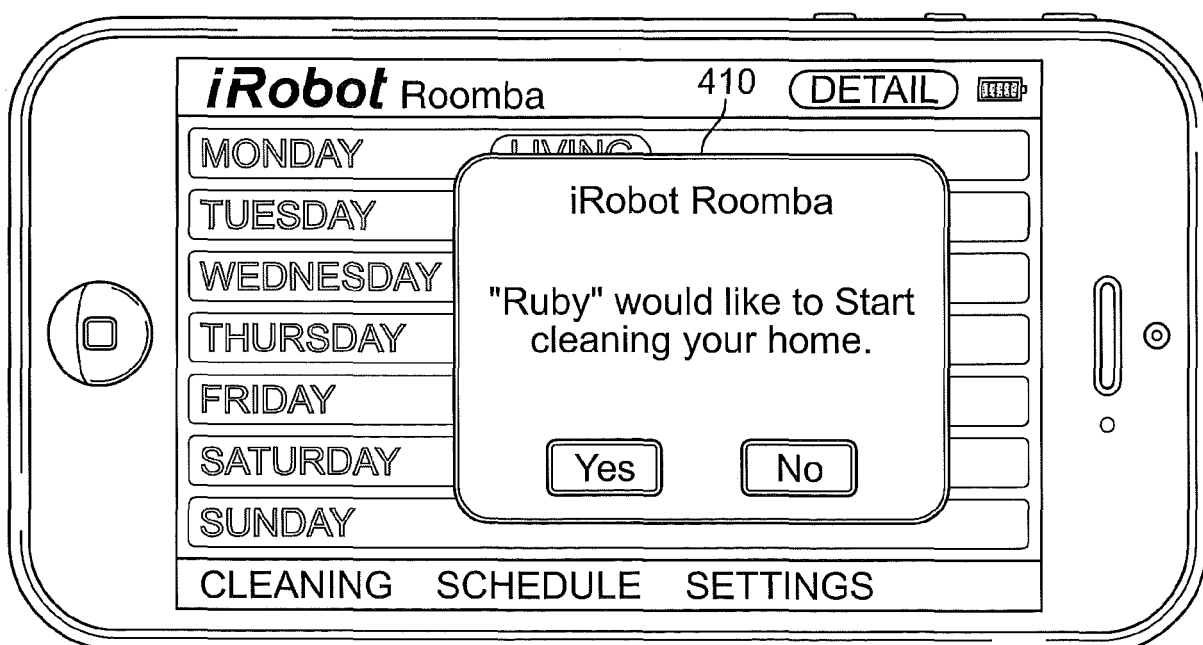 iRobot Roomba 410 DETAIL
MONDAY LIVING
TUESDAY
WEDNESDAY
THURSDAY
FRIDAY
SATURDAY
SUNDAY
iRobot Roomba
"Ruby" would like to Start
cleaning your home.
Yes No
CLEANING SCHEDULE SETTINGS